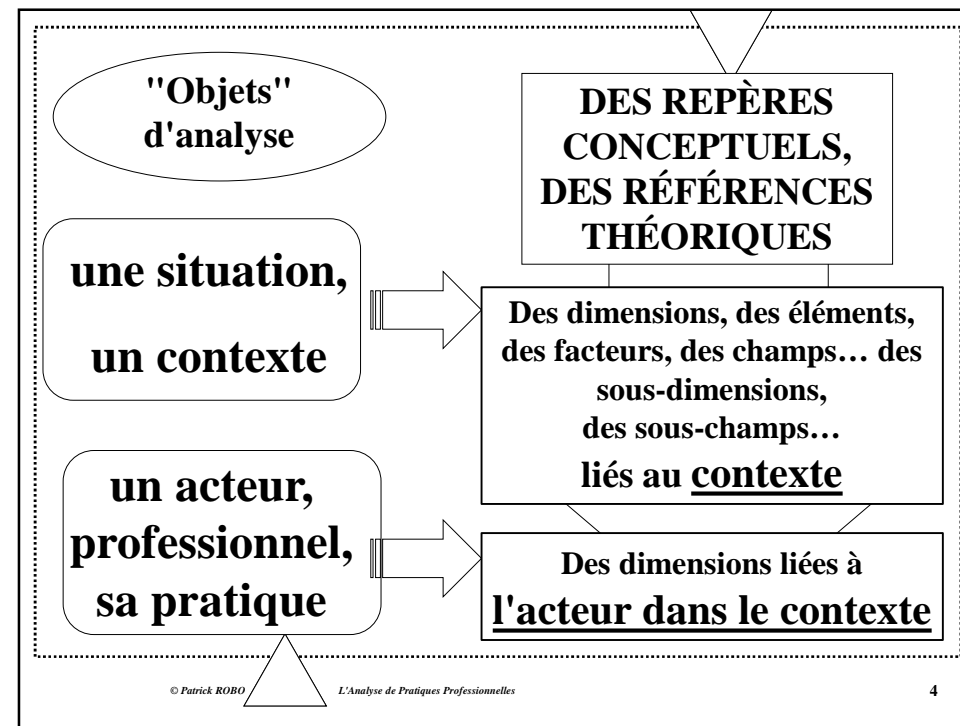 "Objets"
d'analyse
DES REPÈRES
CONCEPTUELS,
DES RÉFÉRENCES
THÉORIQUES
une situation,
un contexte
Des dimensions, des éléments,
des facteurs, des champs… des
sous-dimensions,
des sous-champs…
liés au contexte
un acteur,
professionnel,
sa pratique
Des dimensions liées à
l'acteur dans le contexte
© Patrick ROBO L'Analyse de Pratiques Professionnelles 4